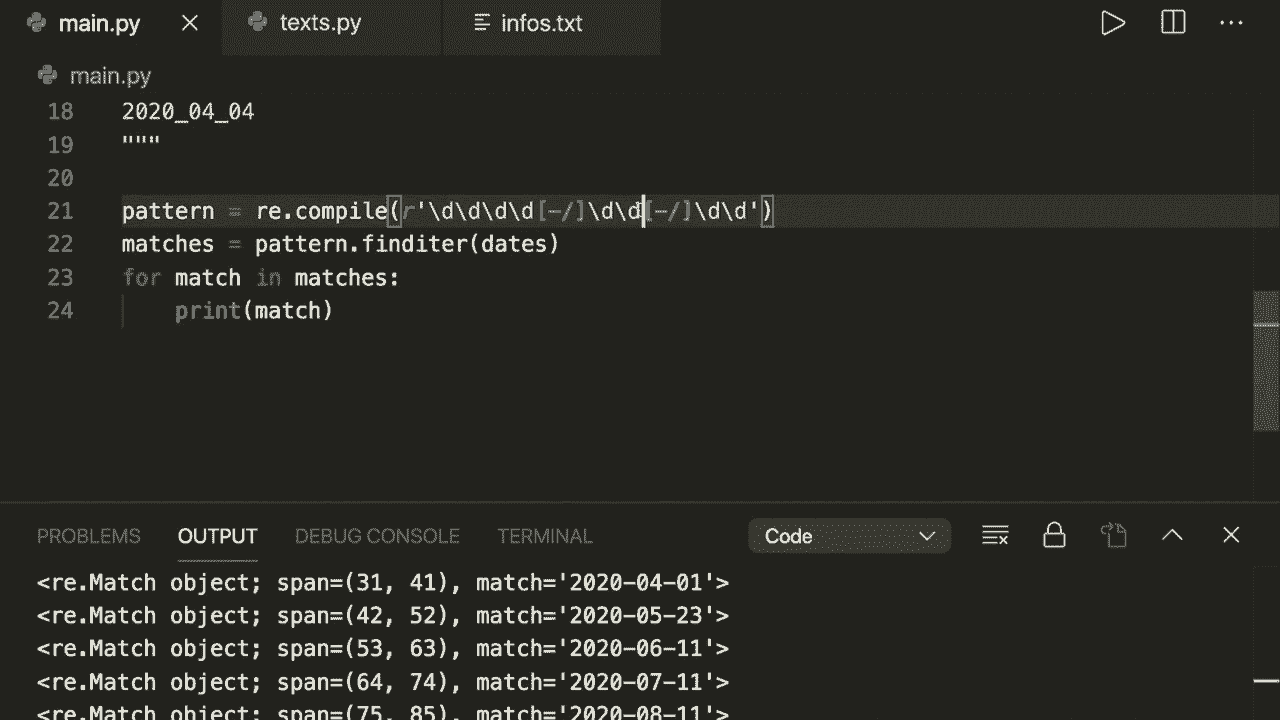 main.py texts.py infos.txt
main.py
18 2020_04_04
19 """
20
21 pattern = re.compile(r'\d\d\d\d[-/]\d\d[-/]\d\d')
22 matches = pattern.finditer(dates)
23 for match in matches:
24     print(match)
PROBLEMS OUTPUT DEBUG CONSOLE TERMINAL Code
<re.Match object; span=(31, 41), match='2020-04-01'>
<re.Match object; span=(42, 52), match='2020-05-23'>
<re.Match object; span=(53, 63), match='2020-06-11'>
<re.Match object; span=(64, 74), match='2020-07-11'>
<re.Match object; span=(75, 85), match='2020-08-11'>